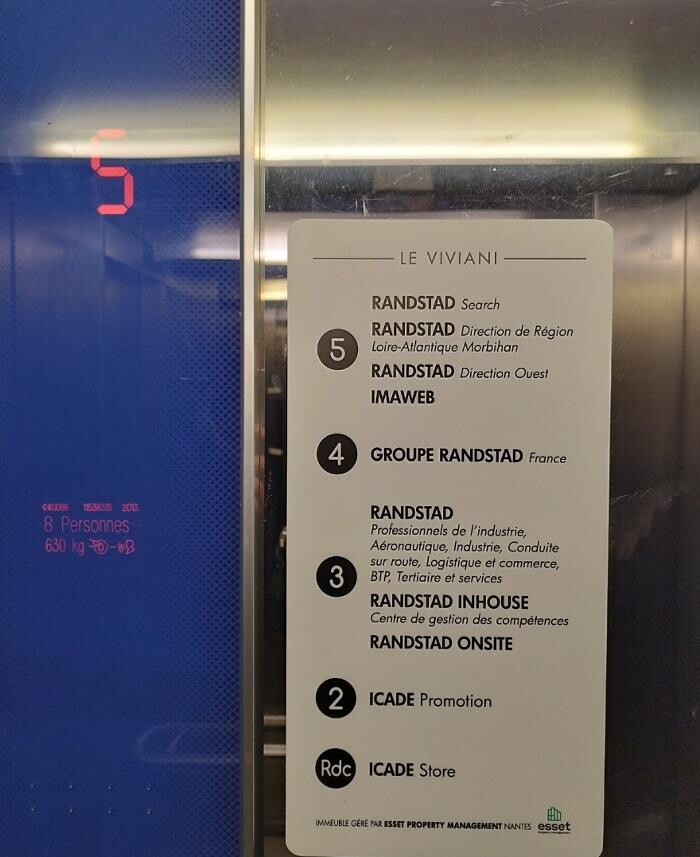 5
CE0088 11538315 2013
8 Personnes
630 kg
LE VIVIANI
RANDSTAD Search
RANDSTAD Direction de Région
Loire-Atlantique Morbihan
5
RANDSTAD Direction Ouest
IMAWEB
4 GROUPE RANDSTAD France
RANDSTAD
Professionnels de l'industrie,
Aéronautique, Industrie, Conduite
sur route, Logistique et commerce,
3
BTP, Tertiaire et services
RANDSTAD INHOUSE
Centre de gestion des compétences
RANDSTAD ONSITE
2 ICADE Promotion
Rdc ICADE Store
IMMEUBLE GÉRÉ PAR ESSET PROPERTY MANAGEMENT NANTES esset